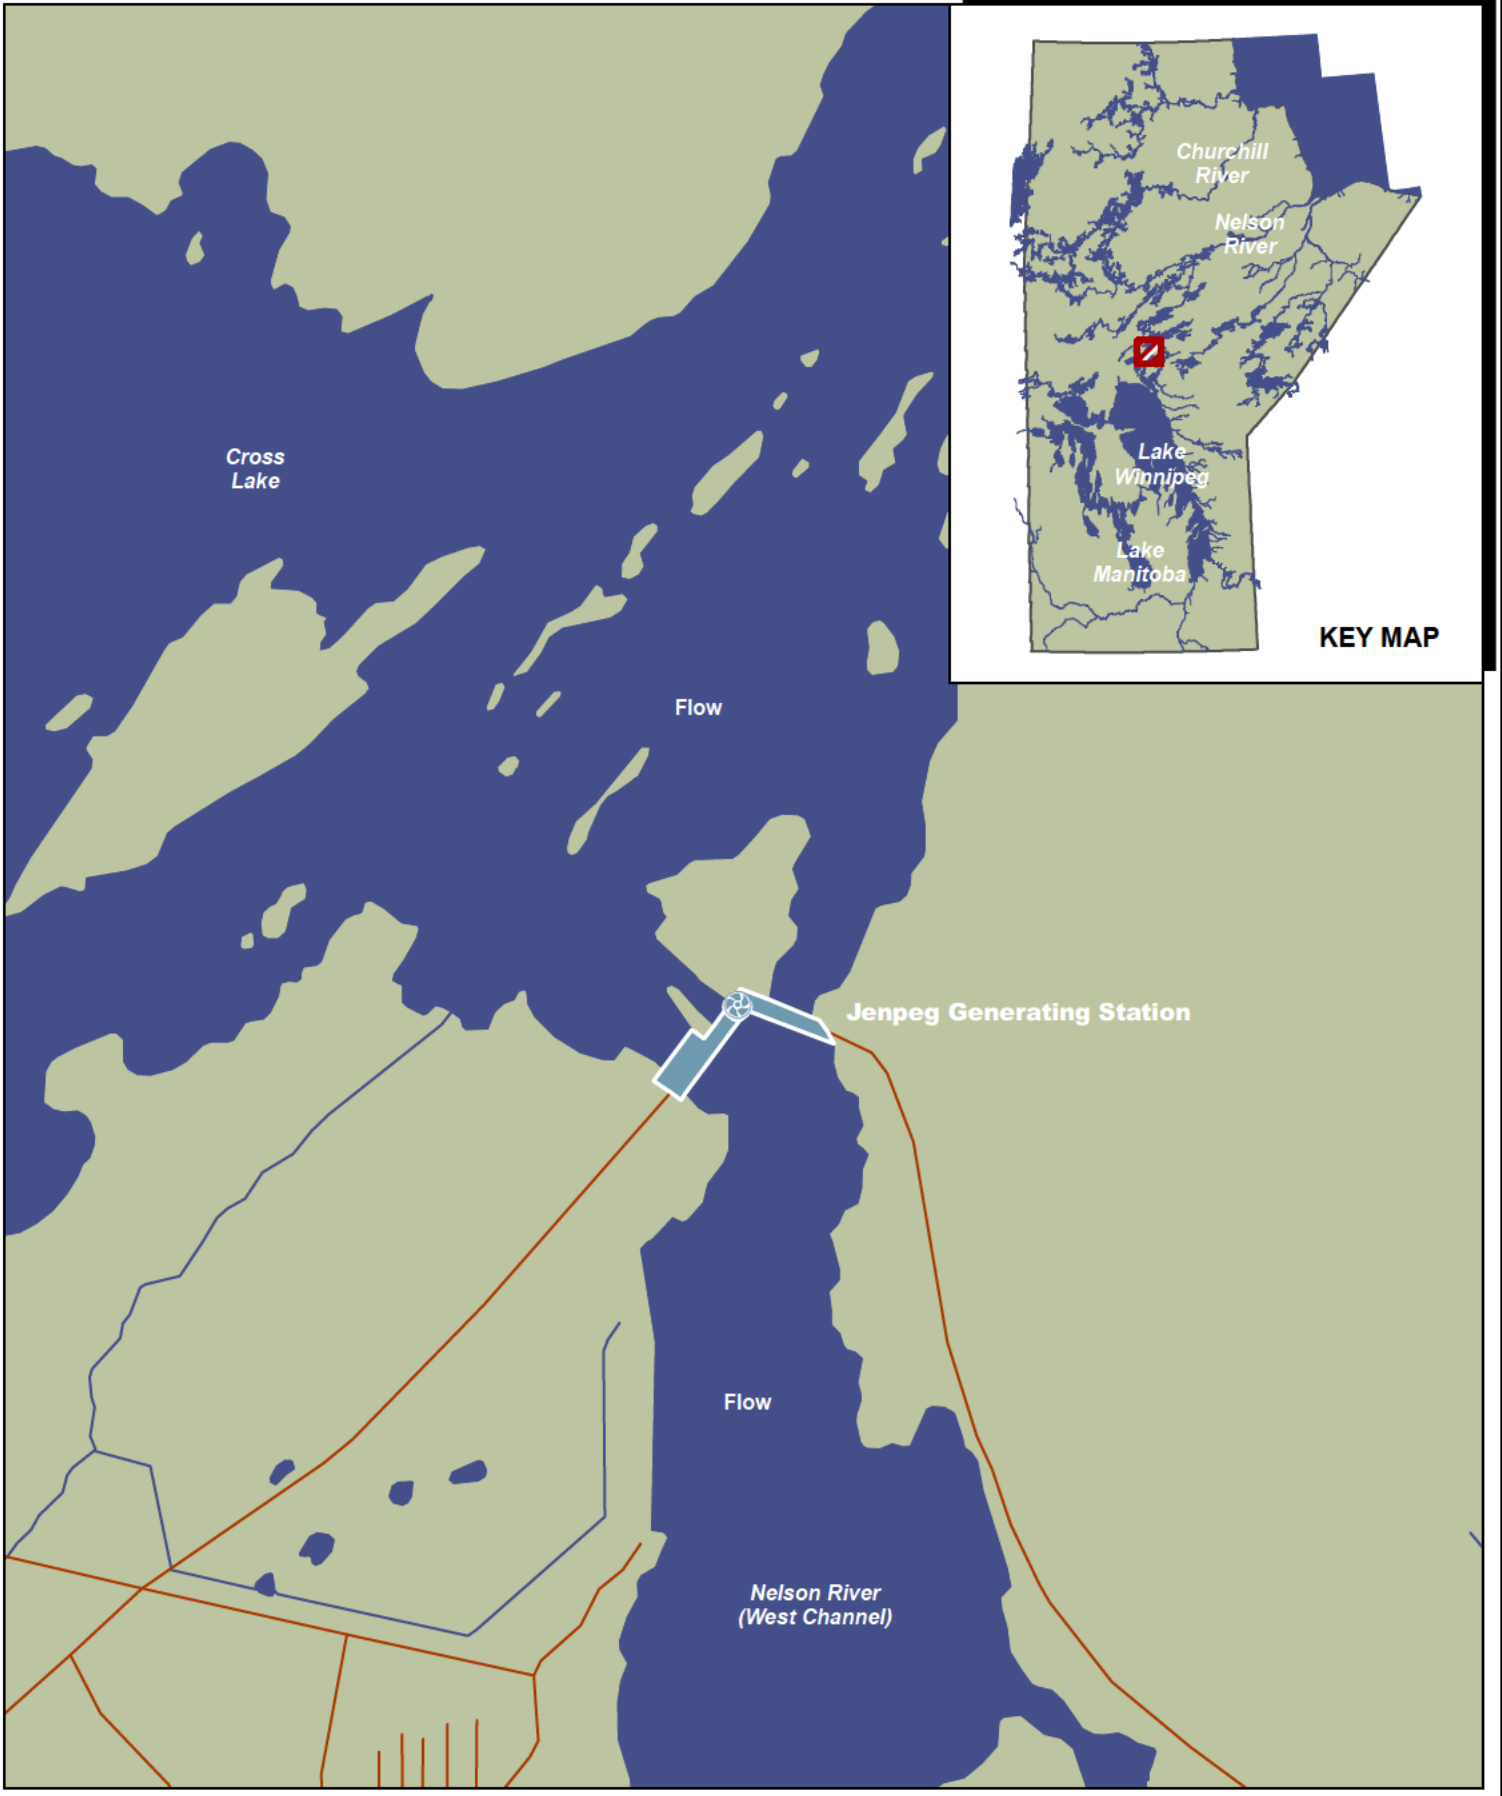 Churchill
River
Nelson
River
Lake
Winnipeg
Lake
Manitoba
KEY MAP
Cross
Lake
Flow
Jenpeg Generating Station
Flow
Nelson River
(West Channel)